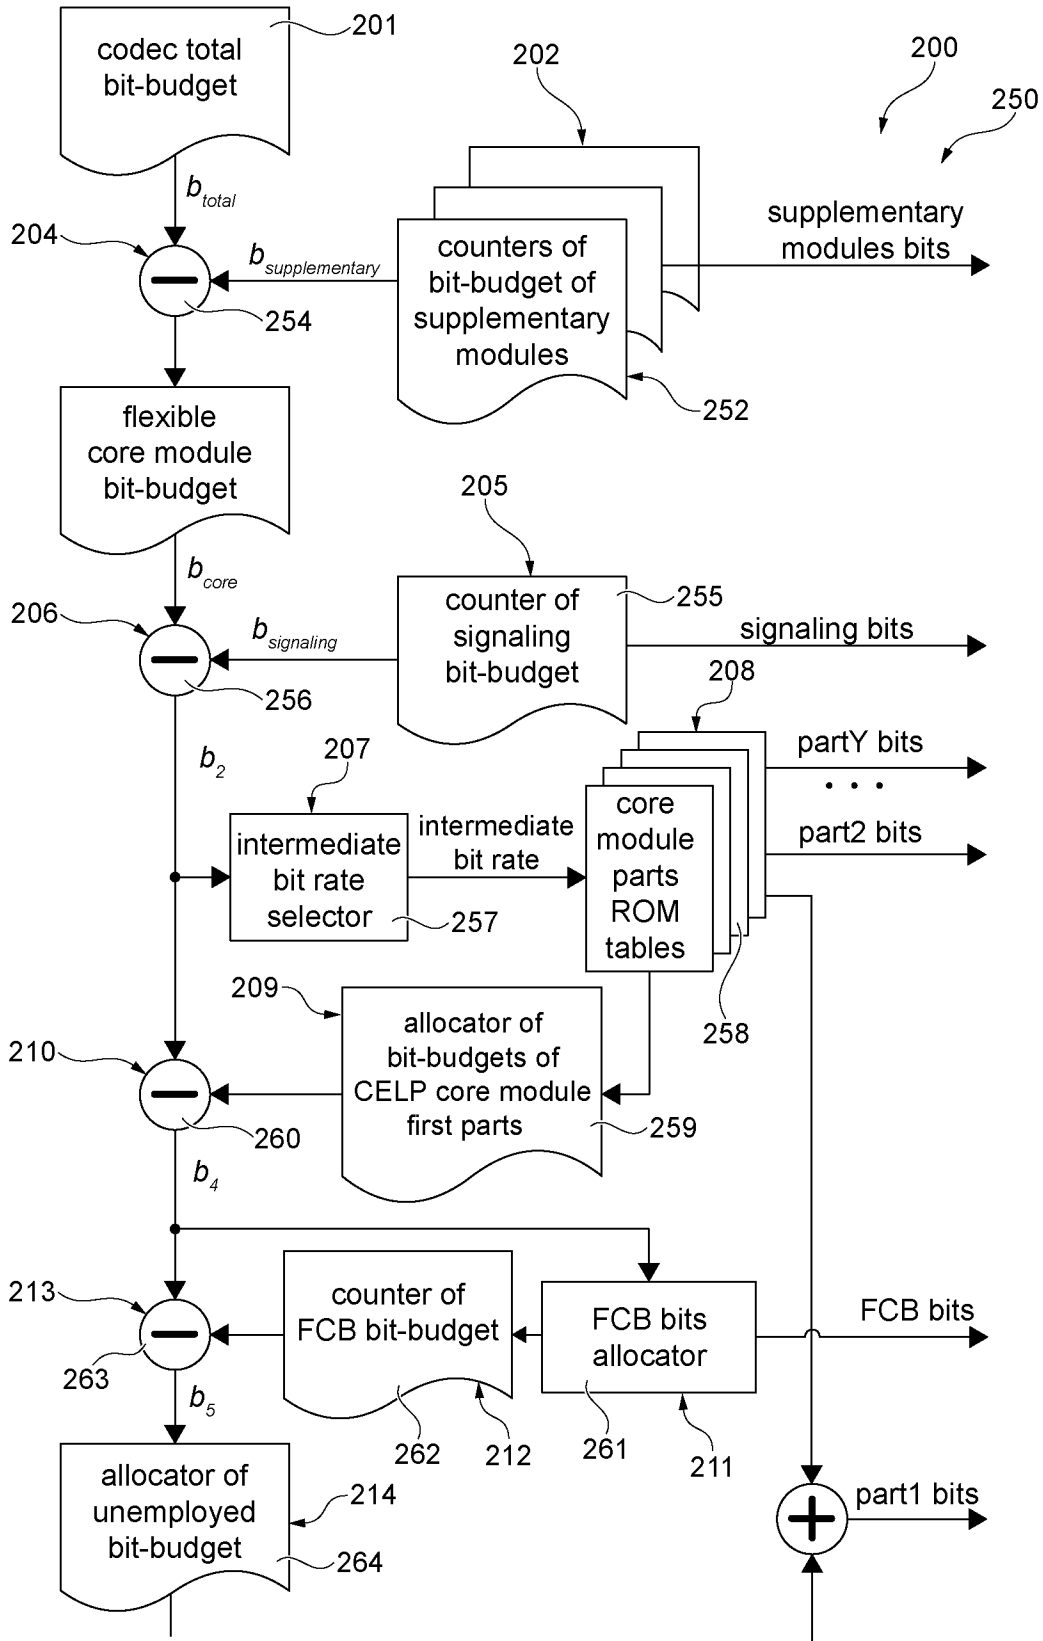 codec total
bit-budget
201
202
200
250
b_total
204
254
b_supplementary
counters of
bit-budget of
supplementary
modules
252
supplementary
modules bits
flexible
core module
bit-budget
b_core
205
206
256
b_signaling
counter of
signaling
bit-budget
255
signaling bits
b_2
207
intermediate
bit rate
selector
257
intermediate
bit rate
208
core
module
parts
ROM
tables
258
partY bits
. . .
part2 bits
209
allocator of
bit-budgets of
CELP core module
first parts
259
210
260
b_4
213
263
counter of
FCB bit-budget
262
212
FCB bits
allocator
261
211
FCB bits
b_5
allocator of
unemployed
bit-budget
214
264
part1 bits